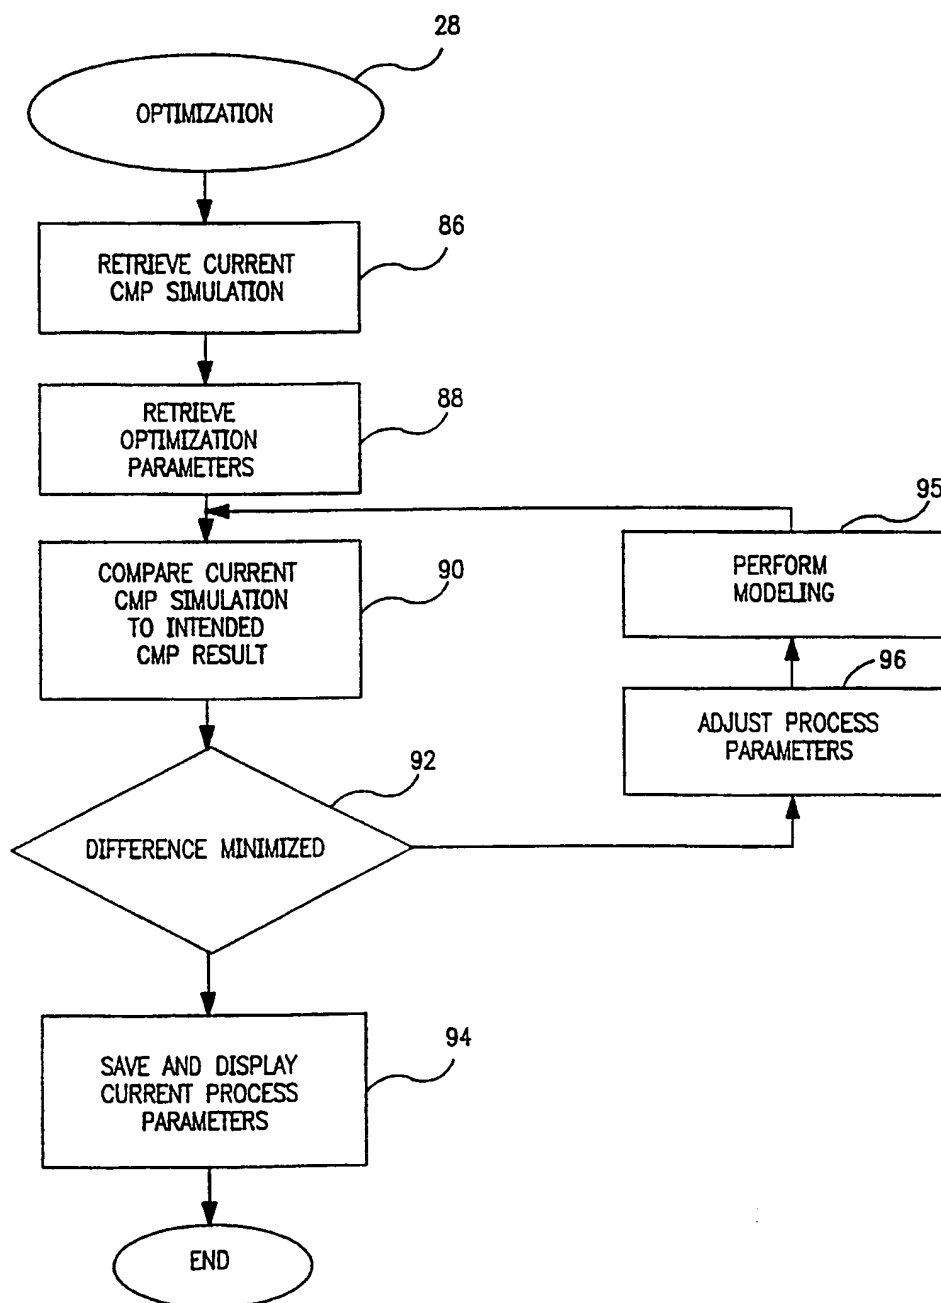 28
OPTIMIZATION
86
RETRIEVE CURRENT
CMP SIMULATION
88
RETRIEVE
OPTIMIZATION
PARAMETERS
95
PERFORM
MODELING
90
COMPARE CURRENT
CMP SIMULATION
TO INTENDED
CMP RESULT
96
ADJUST PROCESS
PARAMETERS
92
DIFFERENCE MINIMIZED
94
SAVE AND DISPLAY
CURRENT PROCESS
PARAMETERS
END